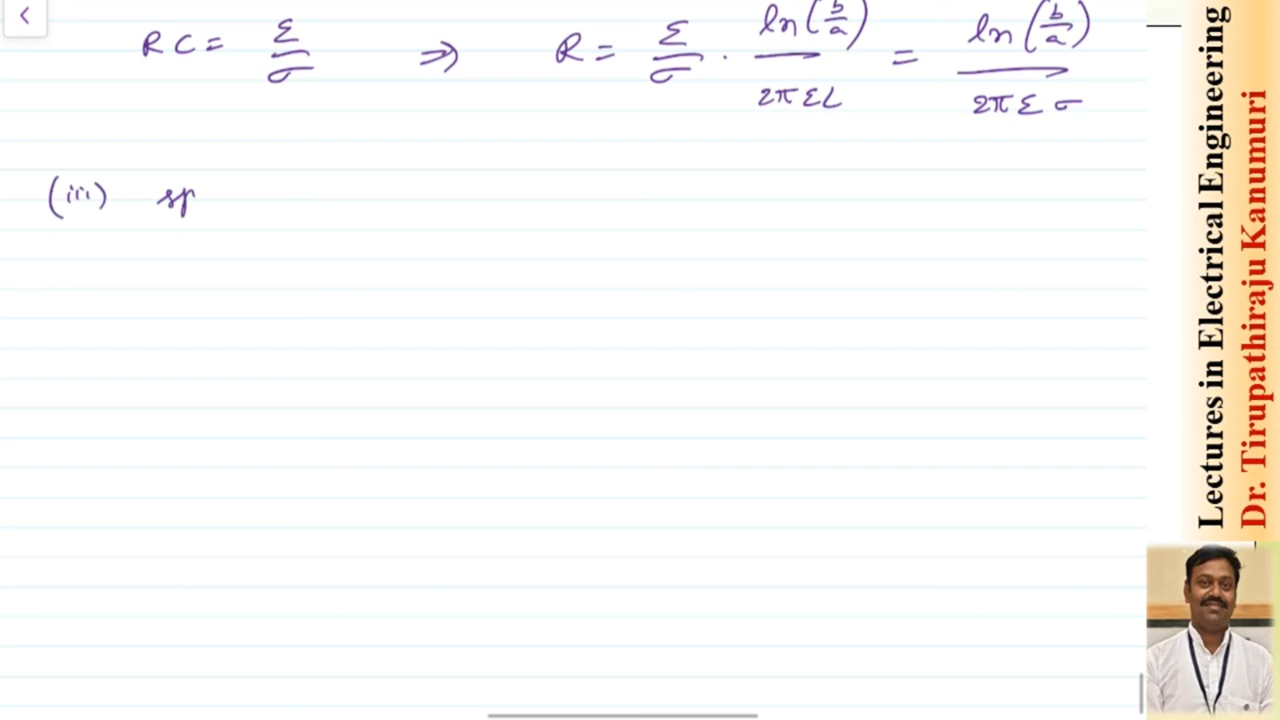 RC = ε/σ ⇒ R = ε/σ · ln(b/a)/2πεL = ln(b/a)/2πεσ
(iii) sp
Lectures in Electrical Engineering
Dr. Tirupathiraju Kanumuri